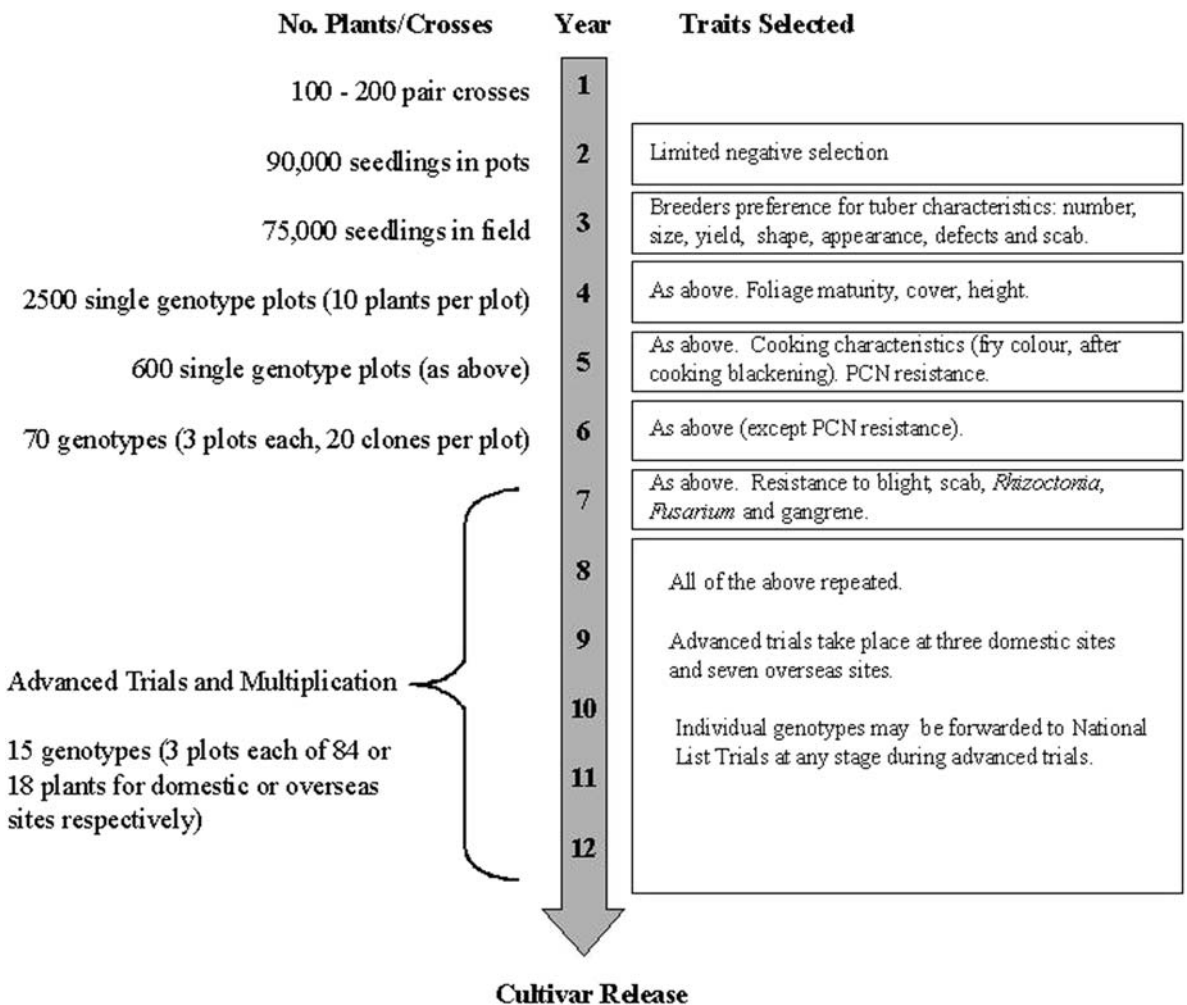 No. Plants/Crosses Year Traits Selected
100 - 200 pair crosses 1
90,000 seedlings in pots 2 Limited negative selection
75,000 seedlings in field 3 Breeders preference for tuber characteristics: number,
size, yield, shape, appearance, defects and scab.
2500 single genotype plots (10 plants per plot) 4 As above. Foliage maturity, cover, height.
600 single genotype plots (as above) 5 As above. Cooking characteristics (fry colour, after
cooking blackening). PCN resistance.
70 genotypes (3 plots each, 20 clones per plot) 6 As above (except PCN resistance).
7 As above. Resistance to blight, scab, Rhizoctonia,
Fusarium and gangrene.
8 All of the above repeated.
9 Advanced trials take place at three domestic sites
and seven overseas sites.
Advanced Trials and Multiplication
10 Individual genotypes may be forwarded to National
List Trials at any stage during advanced trials.
15 genotypes (3 plots each of 84 or
18 plants for domestic or overseas 11
sites respectively)
12
Cultivar Release